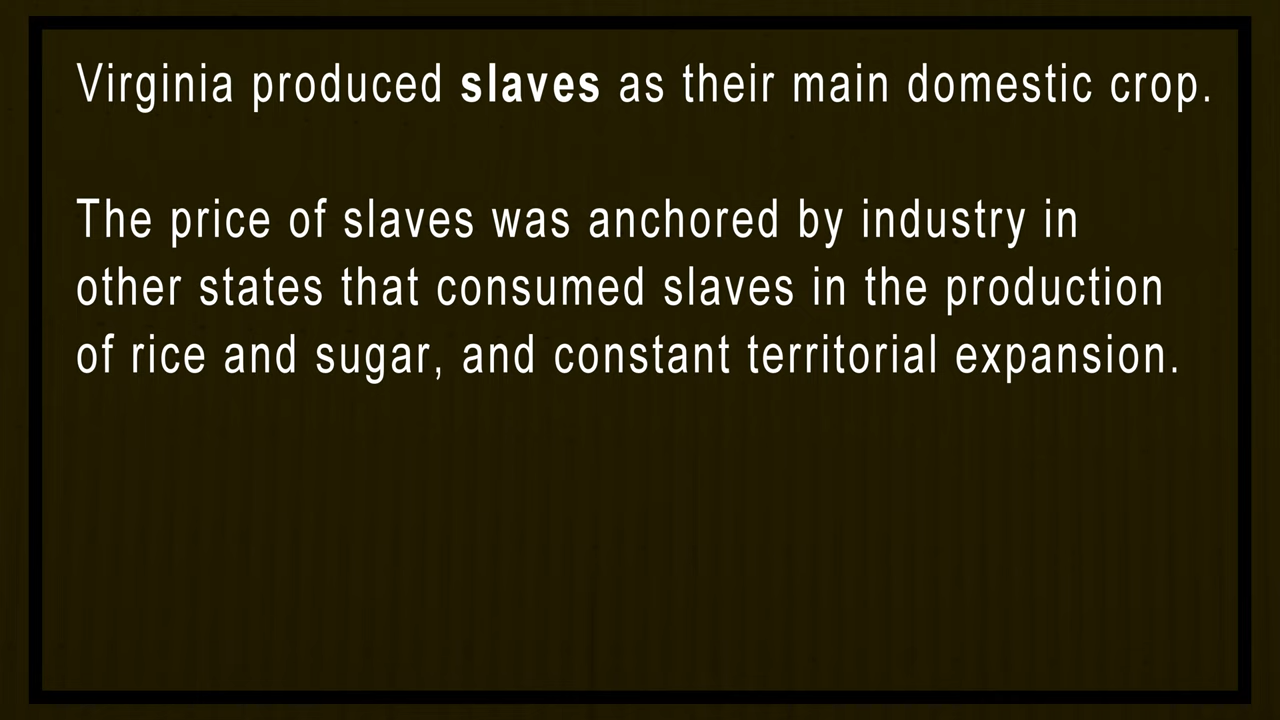 Virginia produced slaves as their main domestic crop.
The price of slaves was anchored by industry in
other states that consumed slaves in the production
of rice and sugar, and constant territorial expansion.